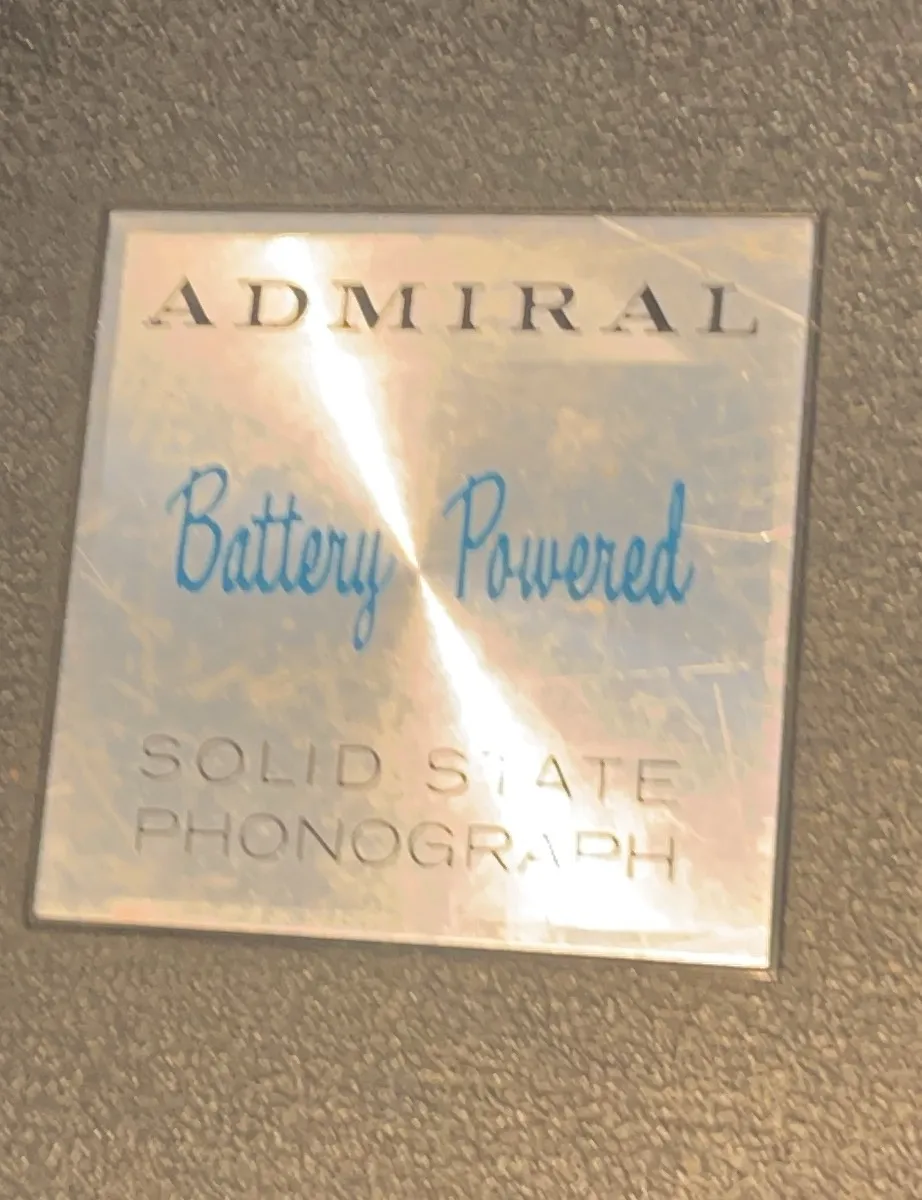 ADMIRAL
Battery Powered
SOLID STATE
PHONOGRAPH